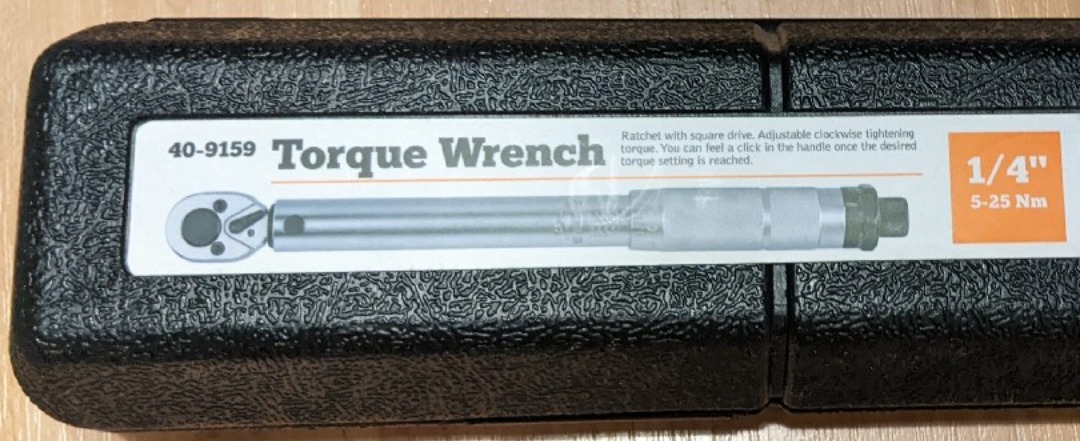 40-9159 Torque Wrench
Ratchet with square drive. Adjustable clockwise tightening
torque. You can feel a click in the handle once the desired
torque setting is reached.
1/4"
5-25 Nm